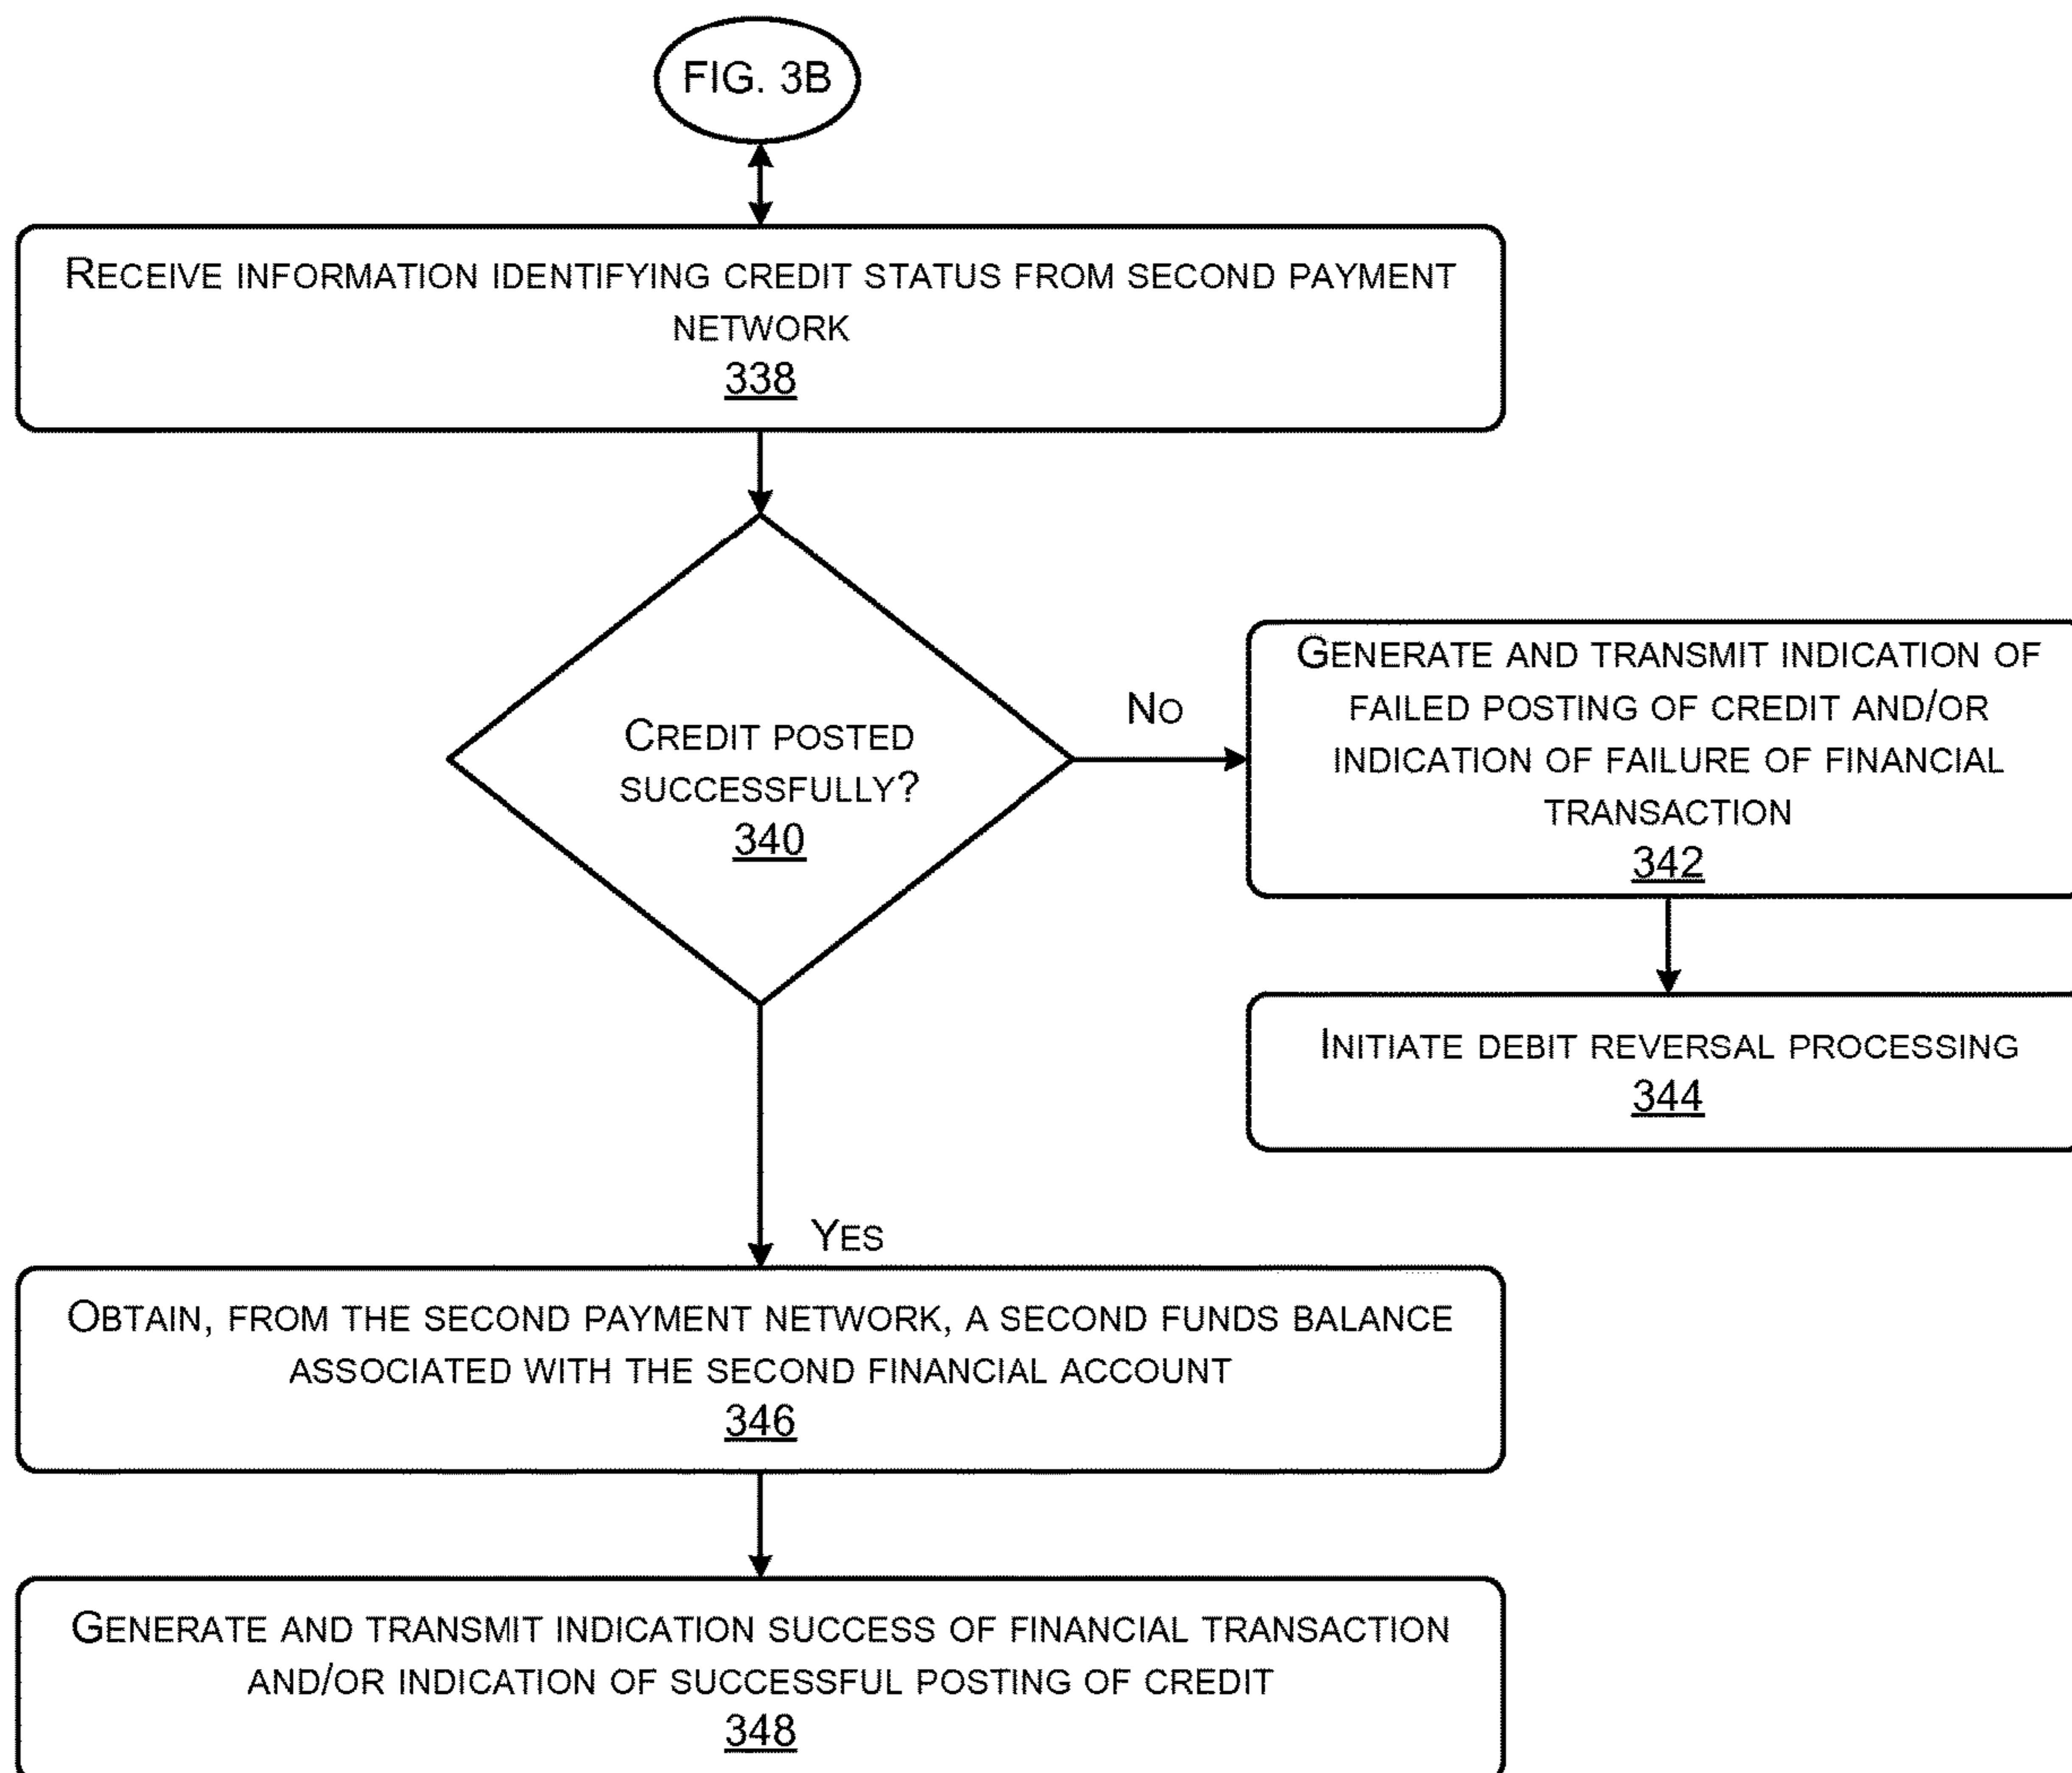 FIG. 3B
RECEIVE INFORMATION IDENTIFYING CREDIT STATUS FROM SECOND PAYMENT
NETWORK
338
CREDIT POSTED
SUCCESSFULLY?
340
NO
GENERATE AND TRANSMIT INDICATION OF
FAILED POSTING OF CREDIT AND/OR
INDICATION OF FAILURE OF FINANCIAL
TRANSACTION
342
INITIATE DEBIT REVERSAL PROCESSING
344
YES
OBTAIN, FROM THE SECOND PAYMENT NETWORK, A SECOND FUNDS BALANCE
ASSOCIATED WITH THE SECOND FINANCIAL ACCOUNT
346
GENERATE AND TRANSMIT INDICATION SUCCESS OF FINANCIAL TRANSACTION
AND/OR INDICATION OF SUCCESSFUL POSTING OF CREDIT
348